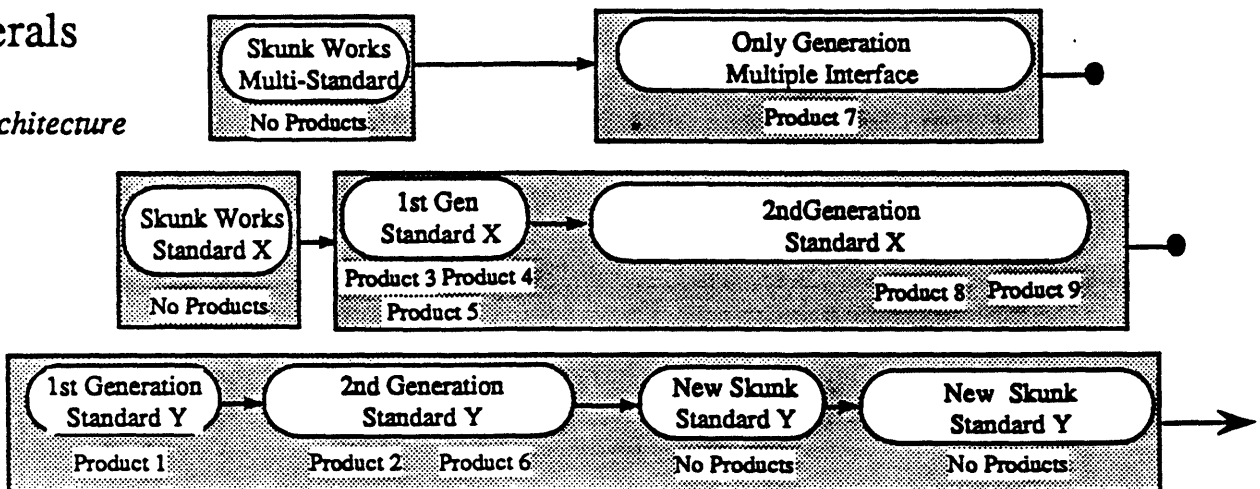 erals
chitecture
Skunk Works
Multi-Standard
No Products
Only Generation
Multiple Interface
Product 7
Skunk Works
Standard X
No Products
1st Gen
Standard X
Product 3 Product 4
Product 5
2ndGeneration
Standard X
Product 8 Product 9
1st Generation
Standard Y
Product 1
2nd Generation
Standard Y
Product 2 Product 6
New Skunk
Standard Y
No Products
New Skunk
Standard Y
No Products